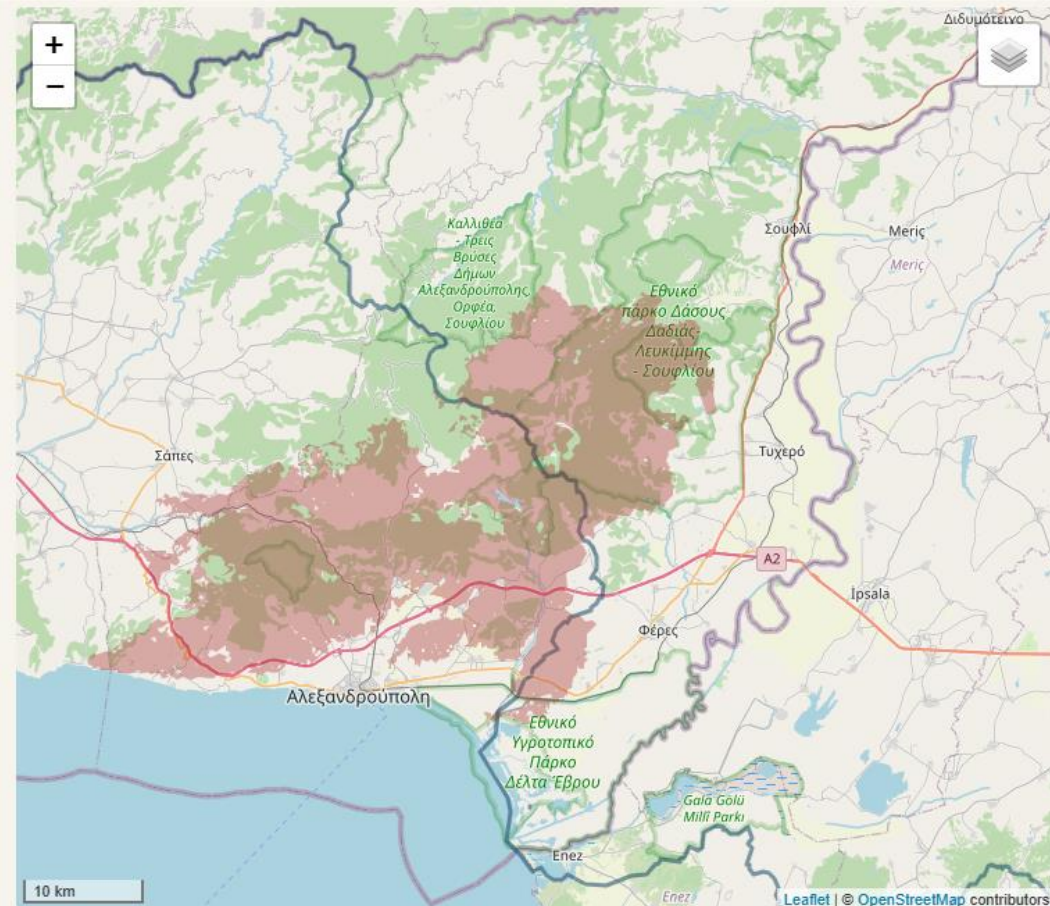 Διδυμότειχο
+
−
Καλλιθέα
- Τρεις
Βρύσες
Δήμων
Αλεξανδρούπολης,
Ορφέα,
Σουφλίου
Σουφλί
Meriç
Meriç
Εθνικό
πάρκο Δάσους
Δαδιάς-
Λευκίμμης
- Σουφλίου
Σάπες
Τυχερό
A2
Ipsala
Φέρες
Αλεξανδρούπολη
Εθνικό
Υγροτοπικό
Πάρκο
Δέλτα Έβρου
Gala Gölü
Milli Parkı
Enez
Enez
10 km
Leaflet | © OpenStreetMap contributors